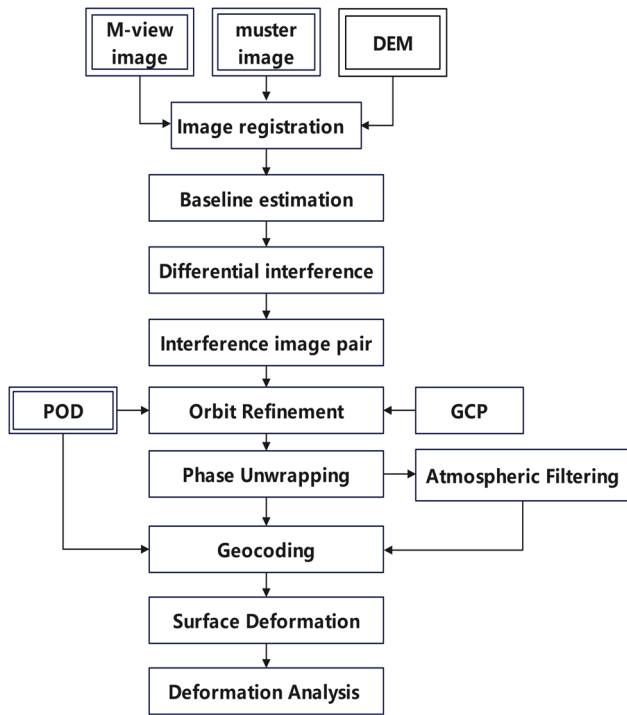 M-view
image
muster
image
DEM
Image registration
Baseline estimation
Differential interference
Interference image pair
POD
Orbit Refinement
GCP
Phase Unwrapping
Atmospheric Filtering
Geocoding
Surface Deformation
Deformation Analysis